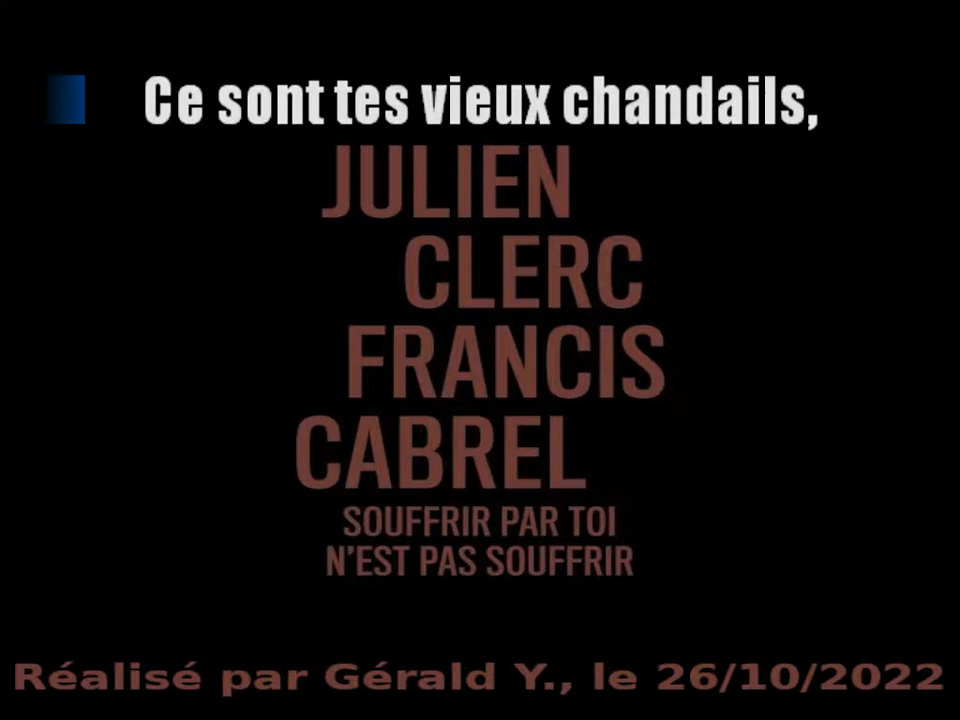 Ce sont tes vieux chandails,
JULIEN
CLERC
FRANCIS
CABREL
SOUFFRIR PAR TOI
N'EST PAS SOUFFRIR
Réalisé par Gérald Y., le 26/10/2022